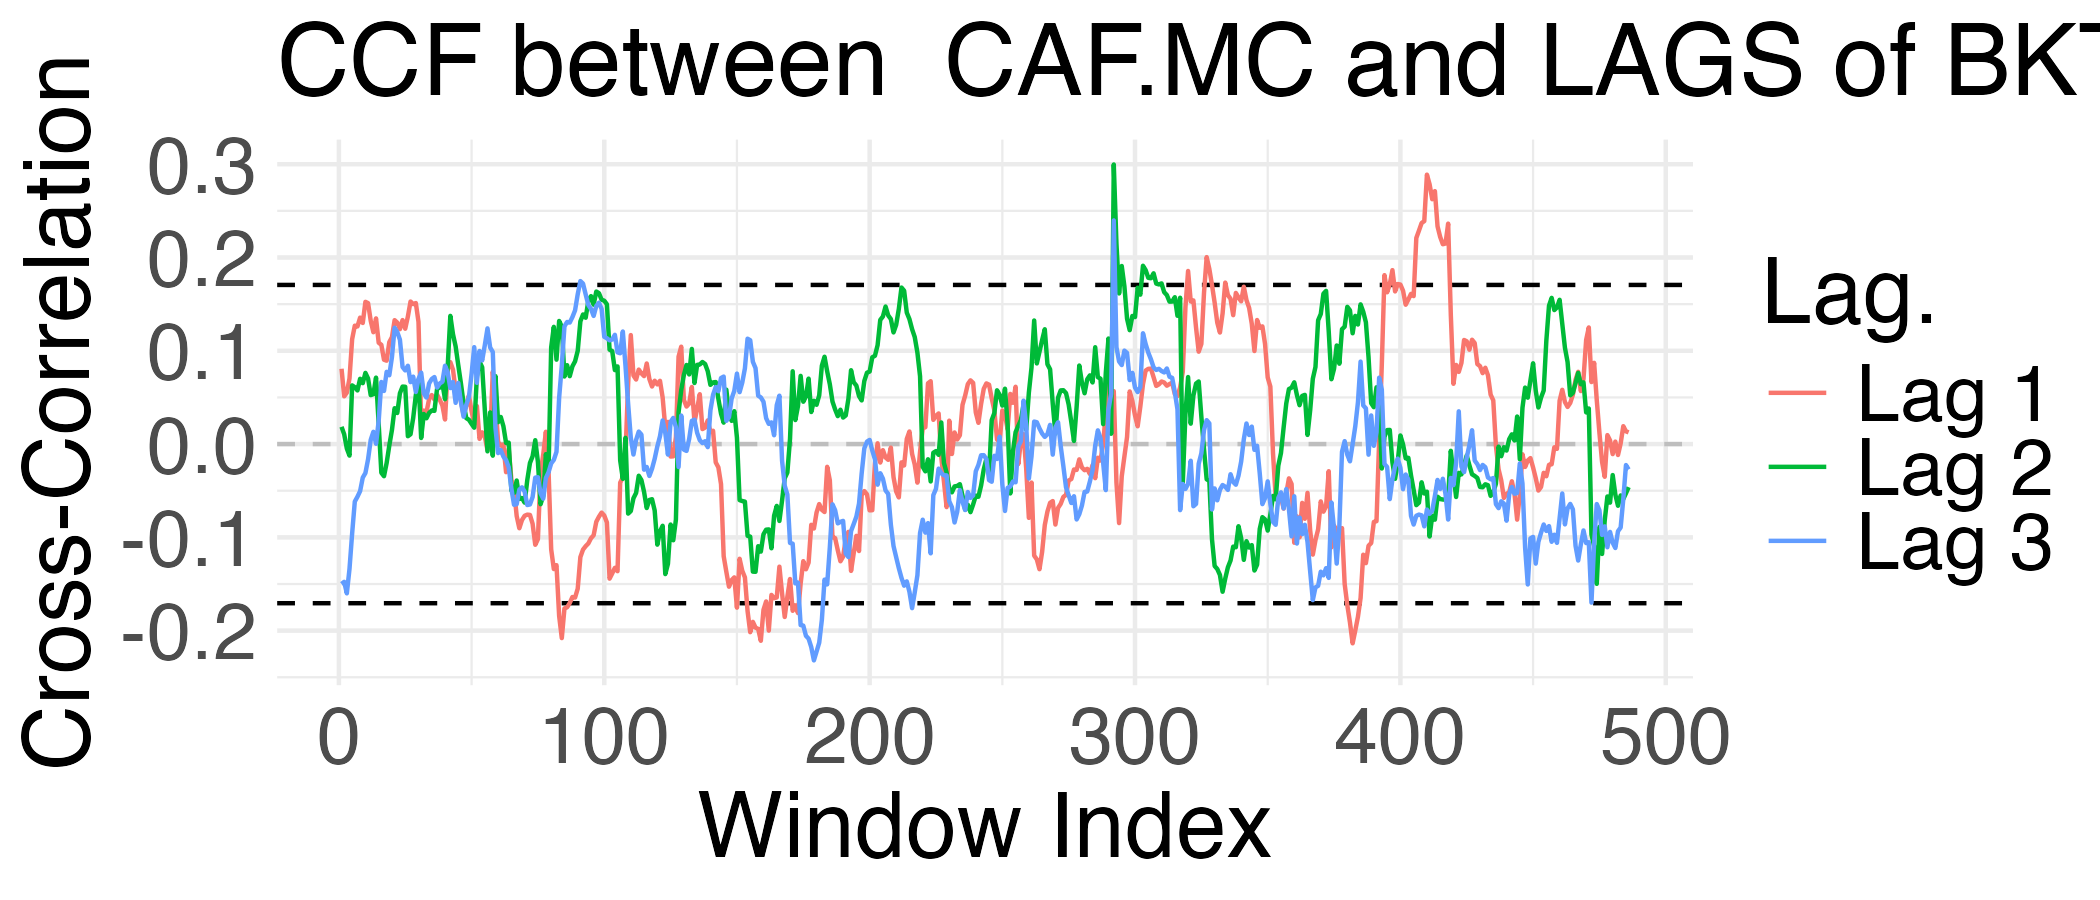 CCF between CAF.MC and LAGS of BKT
Cross-Correlation
0.3
0.2
0.1
0.0
-0.1
-0.2
0 100 200 300 400 500
Window Index
Lag.
Lag 1
Lag 2
Lag 3